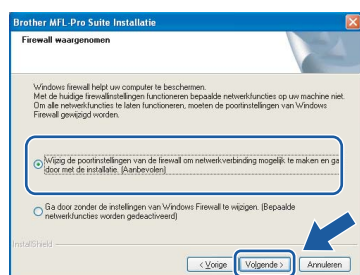 Brother MFL-Pro Suite Installatie
Firewall waargenomen
Windows firewall helpt uw computer te beschermen.
Met de huidige firewallinstellingen functioneren bepaalde netwerkfuncties op uw machine niet.
Om alle netwerkfuncties te laten functioneren, moeten de poortinstellingen van Windows
Firewall gewijzigd worden.
Wijzig de poortinstellingen van de firewall om netwerkverbinding mogelijk te maken en ga
door met de installatie. (Aanbevolen)
Ga door zonder de instellingen van Windows Firewall te wijzigen. (Bepaalde
netwerkfuncties worden gedeactiveerd)
InstallShield
< Vorige
Volgende >
Annuleren